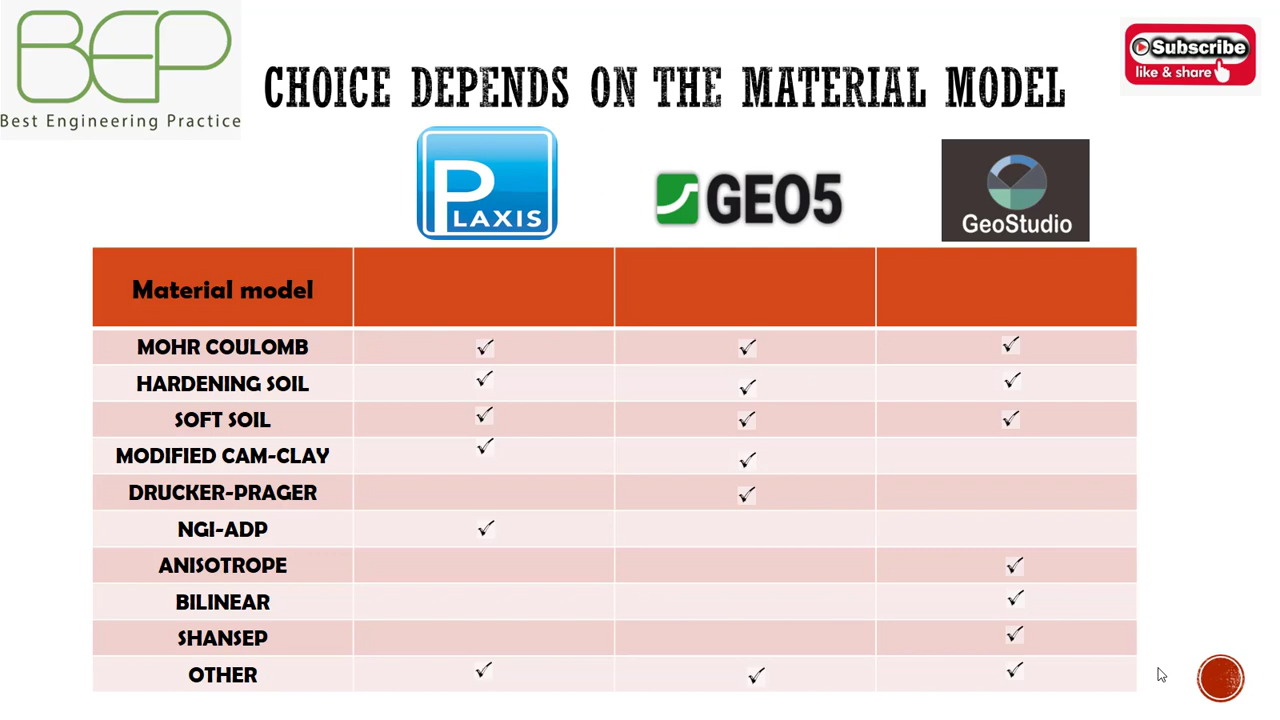 BEP
Best Engineering Practice
CHOICE DEPENDS ON THE MATERIAL MODEL
Subscribe
like & share
PLAXIS
GEO5
GeoStudio
Material model
MOHR COULOMB ✓ ✓ ✓
HARDENING SOIL ✓ ✓ ✓
SOFT SOIL ✓ ✓ ✓
MODIFIED CAM-CLAY ✓ ✓
DRUCKER-PRAGER ✓
NGI-ADP ✓
ANISOTROPE ✓
BILINEAR ✓
SHANSEP ✓
OTHER ✓ ✓ ✓